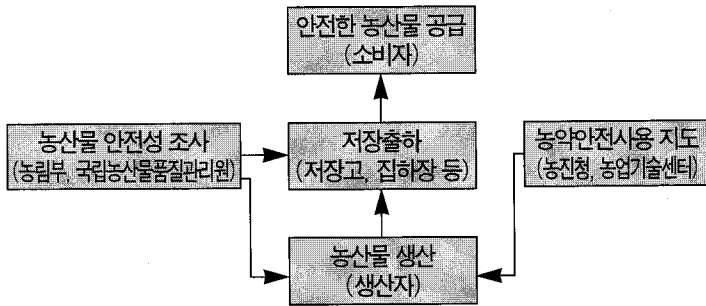 안전한 농산물 공급
(소비자)
농산물 안전성 조사
(농림부, 국립농산물품질관리원)
저장출하
(저장고, 집하장 등)
농약안전사용 지도
(농진청, 농업기술센터)
농산물 생산
(생산자)